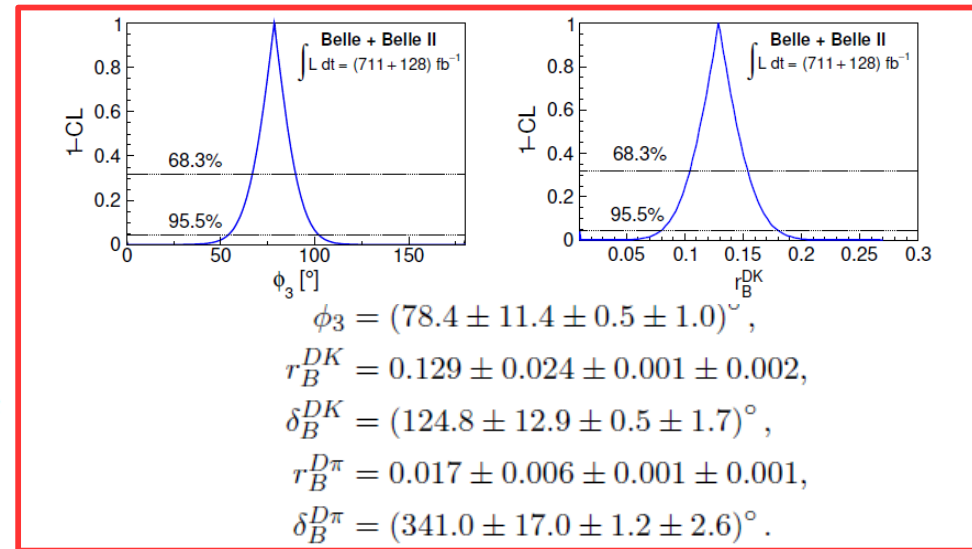 1
0.8
0.6
0.4
0.2
0
1–CL
Belle + Belle II
∫L dt = (711 + 128) fb⁻¹
68.3%
95.5%
0 50 100 150
ϕ₃ [°]
1
0.8
0.6
0.4
0.2
0
1–CL
Belle + Belle II
∫L dt = (711 + 128) fb⁻¹
68.3%
95.5%
0.05 0.1 0.15 0.2 0.25 0.3
r_B^{DK}
ϕ₃ = (78.4 ± 11.4 ± 0.5 ± 1.0)°,
r_B^{DK} = 0.129 ± 0.024 ± 0.001 ± 0.002,
δ_B^{DK} = (124.8 ± 12.9 ± 0.5 ± 1.7)°,
r_B^{Dπ} = 0.017 ± 0.006 ± 0.001 ± 0.001,
δ_B^{Dπ} = (341.0 ± 17.0 ± 1.2 ± 2.6)°.